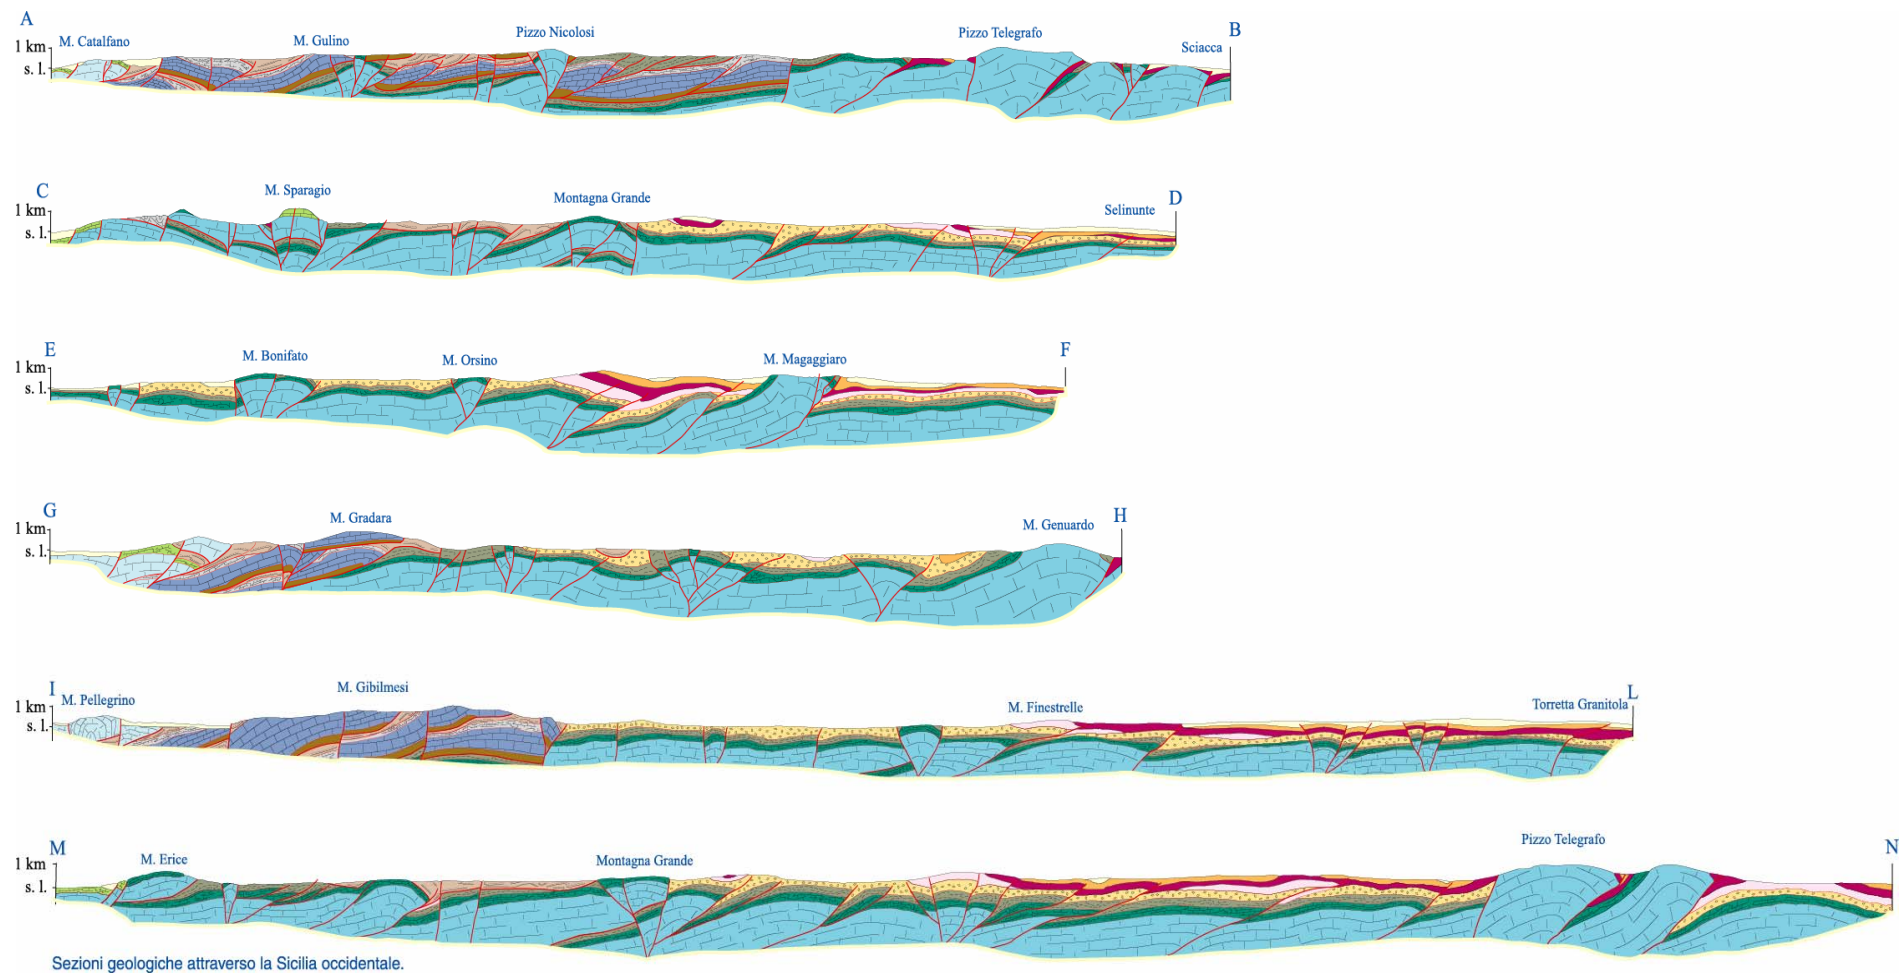 A
B
M. Catalfano
M. Gulino
Pizzo Nicolosi
Pizzo Telegrafo
Sciacca
1 km
s. l.
C
D
M. Sparagio
Montagna Grande
Selinunte
1 km
s. l.
E
F
M. Bonifato
M. Orsino
M. Magaggiaro
1 km
s. l.
G
H
M. Gradara
M. Genuardo
1 km
s. l.
I
L
M. Pellegrino
M. Gibilmesi
M. Finestrelle
Torretta Granitola
1 km
s. l.
M
N
M. Erice
Montagna Grande
Pizzo Telegrafo
1 km
s. l.
Sezioni geologiche attraverso la Sicilia occidentale.